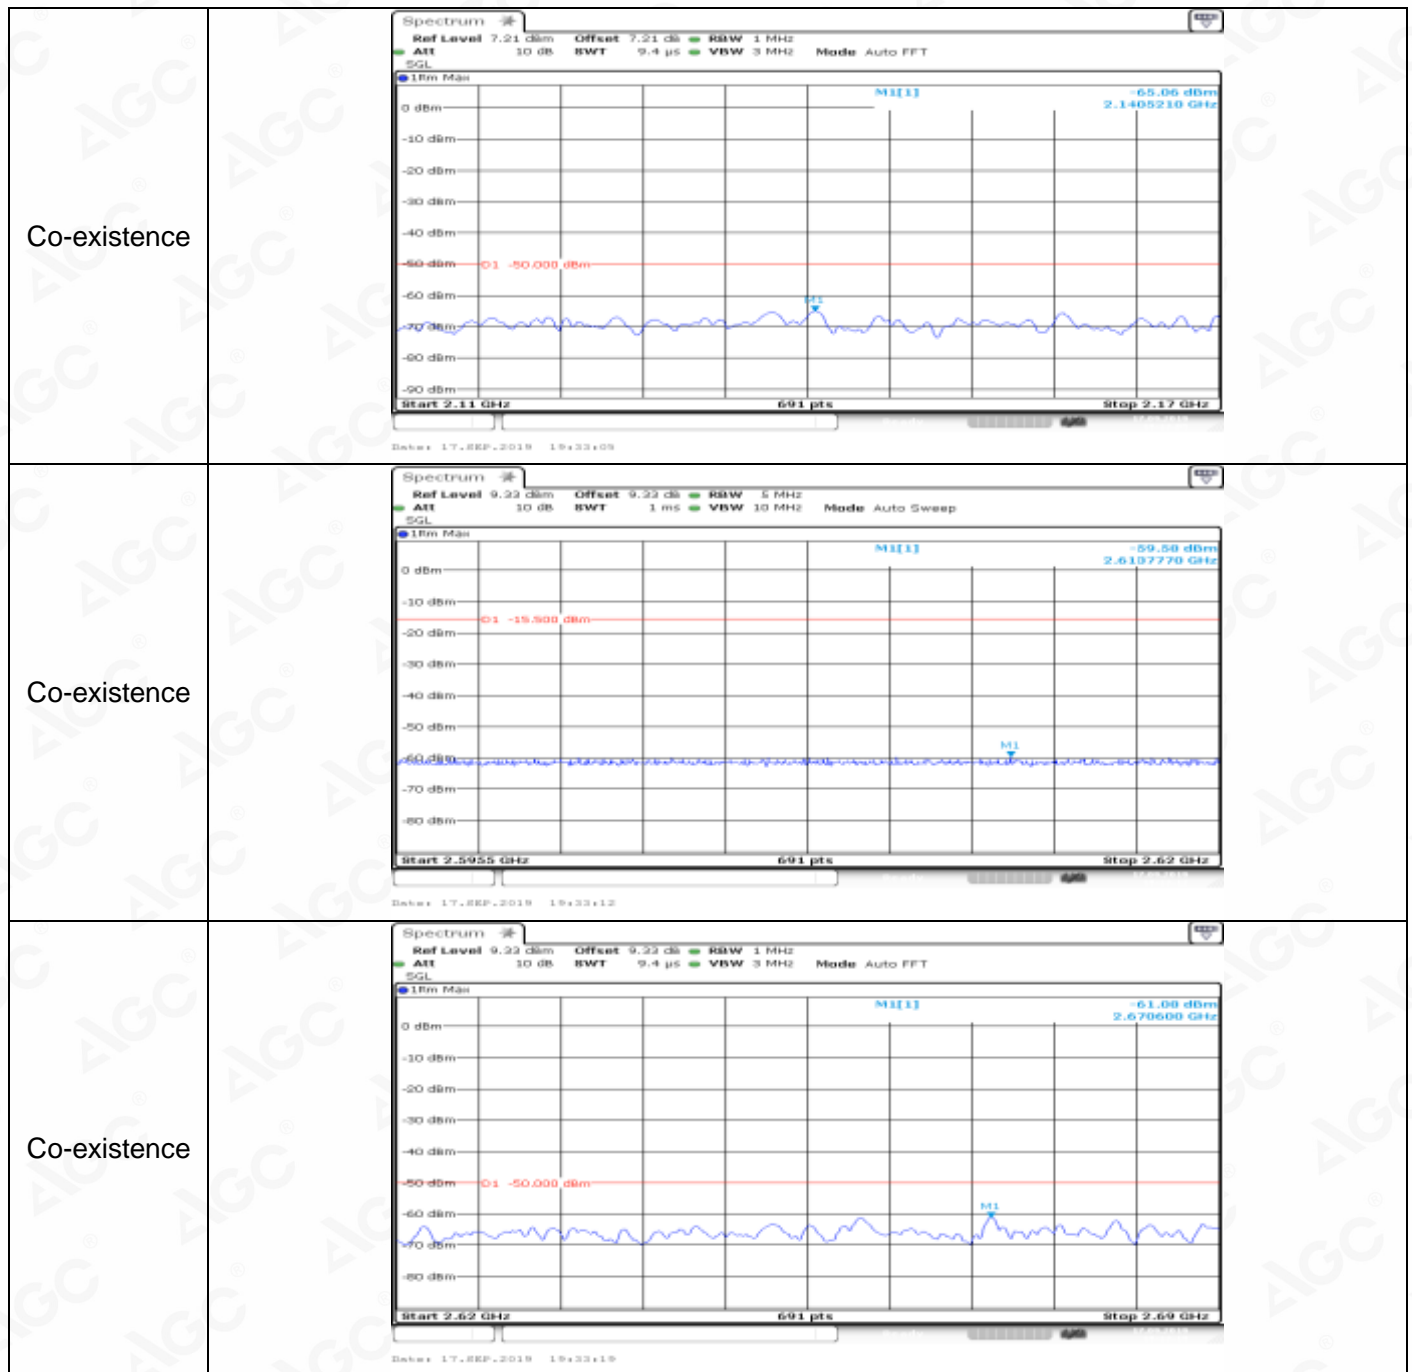 Co-existence
Spectrum
Ref Level 7.21 dBm Offset 7.21 dB RBW 1 MHz
Att 10 dB SWT 9.4 µs VBW 3 MHz Mode Auto FFT
SGL
1Rm Max
M1[1] -65.06 dBm
2.1405210 GHz
0 dBm
-10 dBm
-20 dBm
-30 dBm
-40 dBm
-50 dBm D1 -50.000 dBm
-60 dBm
M1
-70 dBm
-80 dBm
-90 dBm
Start 2.11 GHz 691 pts Stop 2.17 GHz
Date: 17.SEP.2019 19:33:05
Co-existence
Spectrum
Ref Level 9.33 dBm Offset 9.33 dB RBW 5 MHz
Att 10 dB SWT 1 ms VBW 10 MHz Mode Auto Sweep
SGL
1Rm Max
M1[1] -59.58 dBm
2.6107770 GHz
0 dBm
-10 dBm
D1 -15.500 dBm
-20 dBm
-30 dBm
-40 dBm
-50 dBm
M1
-60 dBm
-70 dBm
-80 dBm
Start 2.5955 GHz 691 pts Stop 2.62 GHz
Date: 17.SEP.2019 19:33:12
Co-existence
Spectrum
Ref Level 9.33 dBm Offset 9.33 dB RBW 1 MHz
Att 10 dB SWT 9.4 µs VBW 3 MHz Mode Auto FFT
SGL
1Rm Max
M1[1] -61.00 dBm
2.670600 GHz
0 dBm
-10 dBm
-20 dBm
-30 dBm
-40 dBm
-50 dBm D1 -50.000 dBm
M1
-60 dBm
-70 dBm
-80 dBm
Start 2.62 GHz 691 pts Stop 2.69 GHz
Date: 17.SEP.2019 19:33:19
AGC